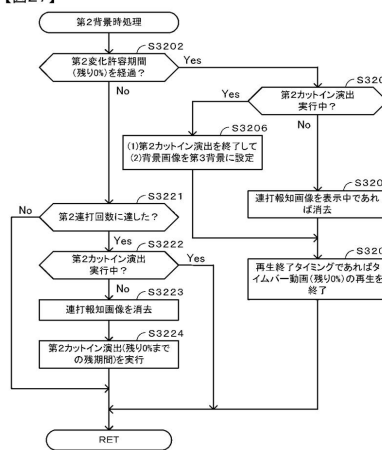 第2背景時処理
S3202
第2変化許容期間
(残り0%)を経過?
Yes
No
S320
第2カットイン演出
実行中?
Yes
No
S3206
(1)第2カットイン演出を終了して
(2)背景画像を第3背景に設定
S320
連打報知画像を表示中であれ
ば消去
S320
再生終了タイミングであればタ
イムバー動画(残り0%)の再生を
終了
S3221
第2連打回数に達した?
No
Yes
S3222
第2カットイン演出
実行中?
Yes
No
S3223
連打報知画像を消去
S3224
第2カットイン演出(残り0%まで
の残期間)を実行
RET